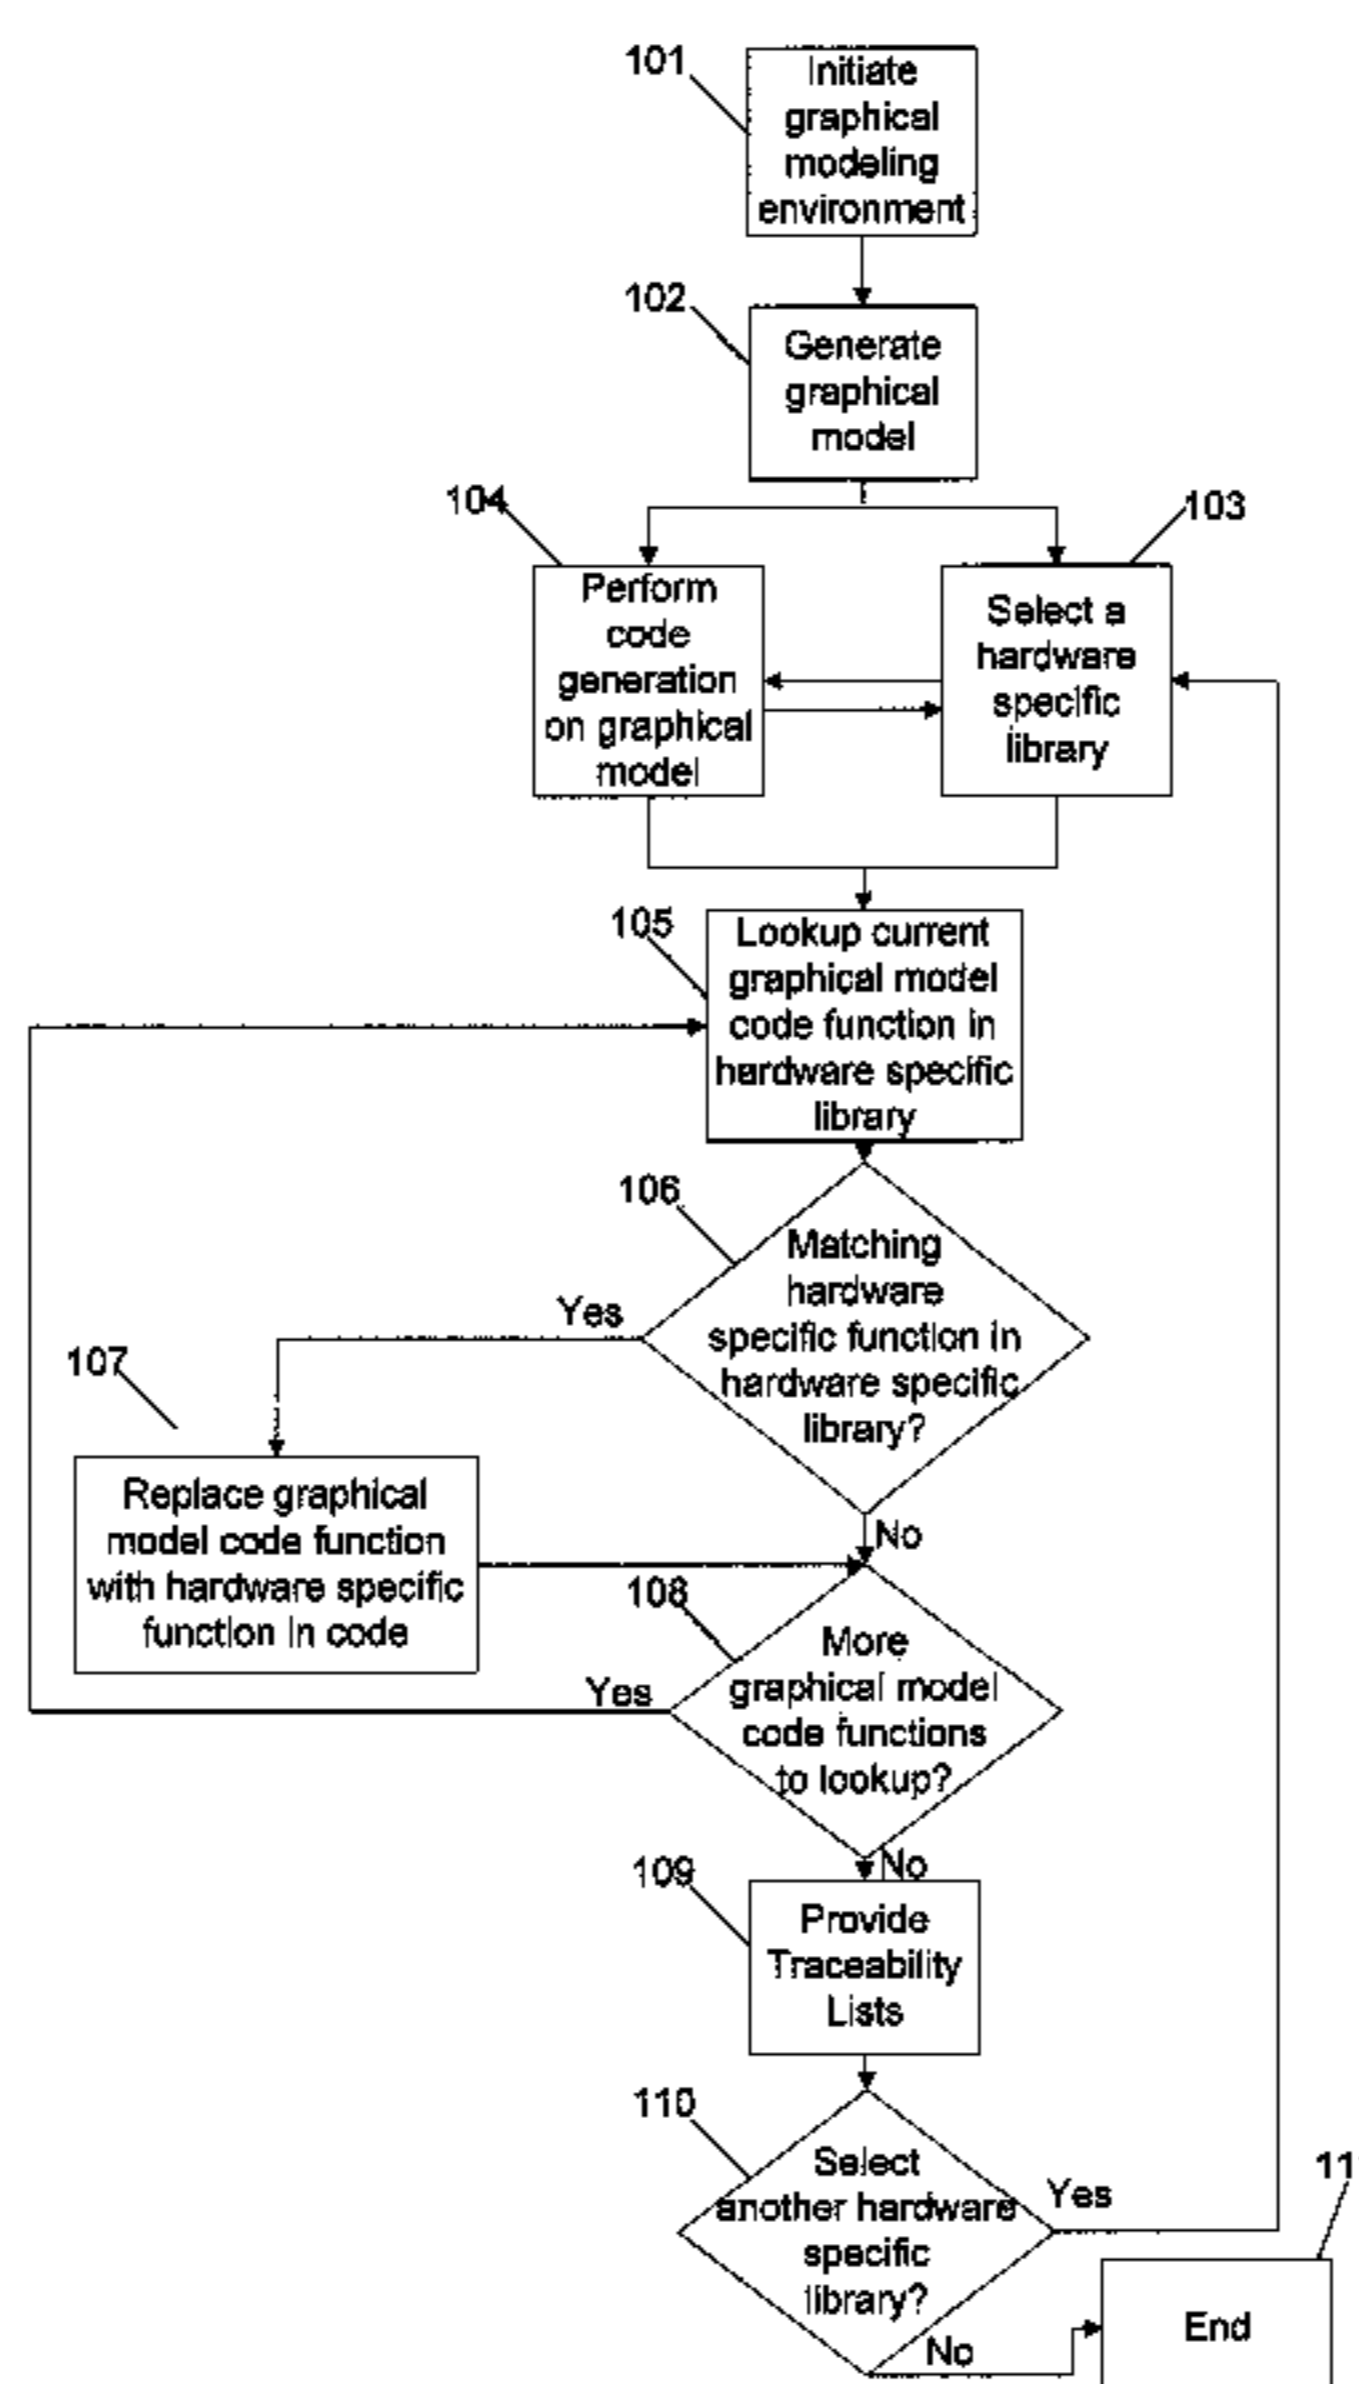 101
Initiate
graphical
modeling
environment
102
Generate
graphical
model
104
103
Perform
code
generation
on graphical
model
Select a
hardware
specific
library
105
Lookup current
graphical model
code function in
hardware specific
library
106
Matching
hardware
specific function in
hardware specific
library?
Yes
107
No
Replace graphical
model code function
with hardware specific
function in code
108
More
graphical model
code functions
to lookup?
Yes
No
109
Provide
Traceability
Lists
110
Select
another hardware
specific
library?
Yes
11
No
End